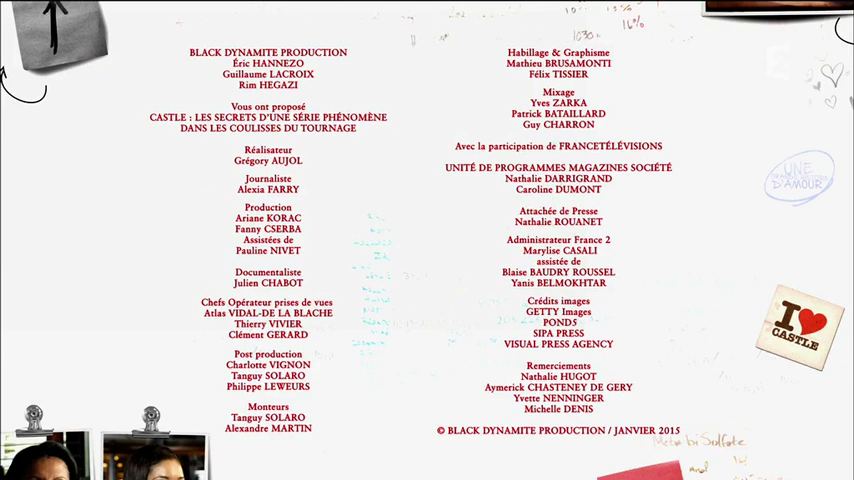 BLACK DYNAMITE PRODUCTION
Éric HANNEZO
Guillaume LACROIX
Rim HEGAZI
Vous ont proposé
CASTLE : LES SECRETS D'UNE SÉRIE PHÉNOMÈNE
DANS LES COULISSES DU TOURNAGE
Réalisateur
Grégory AUJOL
Journaliste
Alexia FARRY
Production
Ariane KORAC
Fanny CSERBA
Assistées de
Pauline NIVET
Documentaliste
Julien CHABOT
Chefs Opérateur prises de vues
Atlas VIDAL-DE LA BLACHE
Thierry VIVIER
Clément GERARD
Post production
Charlotte VIGNON
Tanguy SOLARO
Philippe LEWEURS
Monteurs
Tanguy SOLARO
Alexandre MARTIN
Habillage & Graphisme
Mathieu BRUSAMONTI
Félix TISSIER
Mixage
Yves ZARKA
Patrick BATAILLARD
Guy CHARRON
Avec la participation de FRANCETÉLÉVISIONS
UNITÉ DE PROGRAMMES MAGAZINES SOCIÉTÉ
Nathalie DARRIGRAND
Caroline DUMONT
Attachée de Presse
Nathalie ROUANET
Administrateur France 2
Marylise CASALI
assistée de
Blaise BAUDRY ROUSSEL
Yanis BELMOKHTAR
Crédits images
GETTY Images
POND5
SIPA PRESS
VISUAL PRESS AGENCY
Remerciements
Nathalie HUGOT
Aymerick CHASTENEY DE GERY
Yvette NENNINGER
Michelle DENIS
© BLACK DYNAMITE PRODUCTION / JANVIER 2015
16%
1030
2
UNE
D'AMOUR
I
CASTLE
Meta bi Sulfate
and